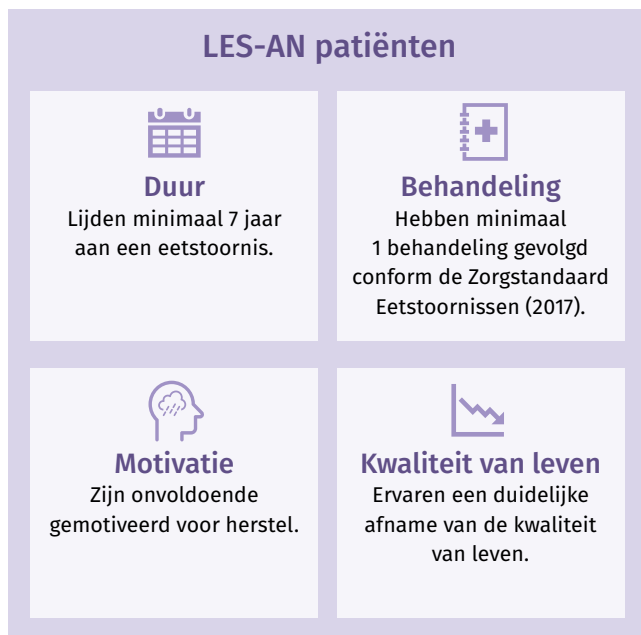 LES-AN patiënten
Duur
Lijden minimaal 7 jaar
aan een eetstoornis.
Behandeling
Hebben minimaal
1 behandeling gevolgd
conform de Zorgstandaard
Eetstoornissen (2017).
Motivatie
Zijn onvoldoende
gemotiveerd voor herstel.
Kwaliteit van leven
Ervaren een duidelijke
afname van de kwaliteit
van leven.